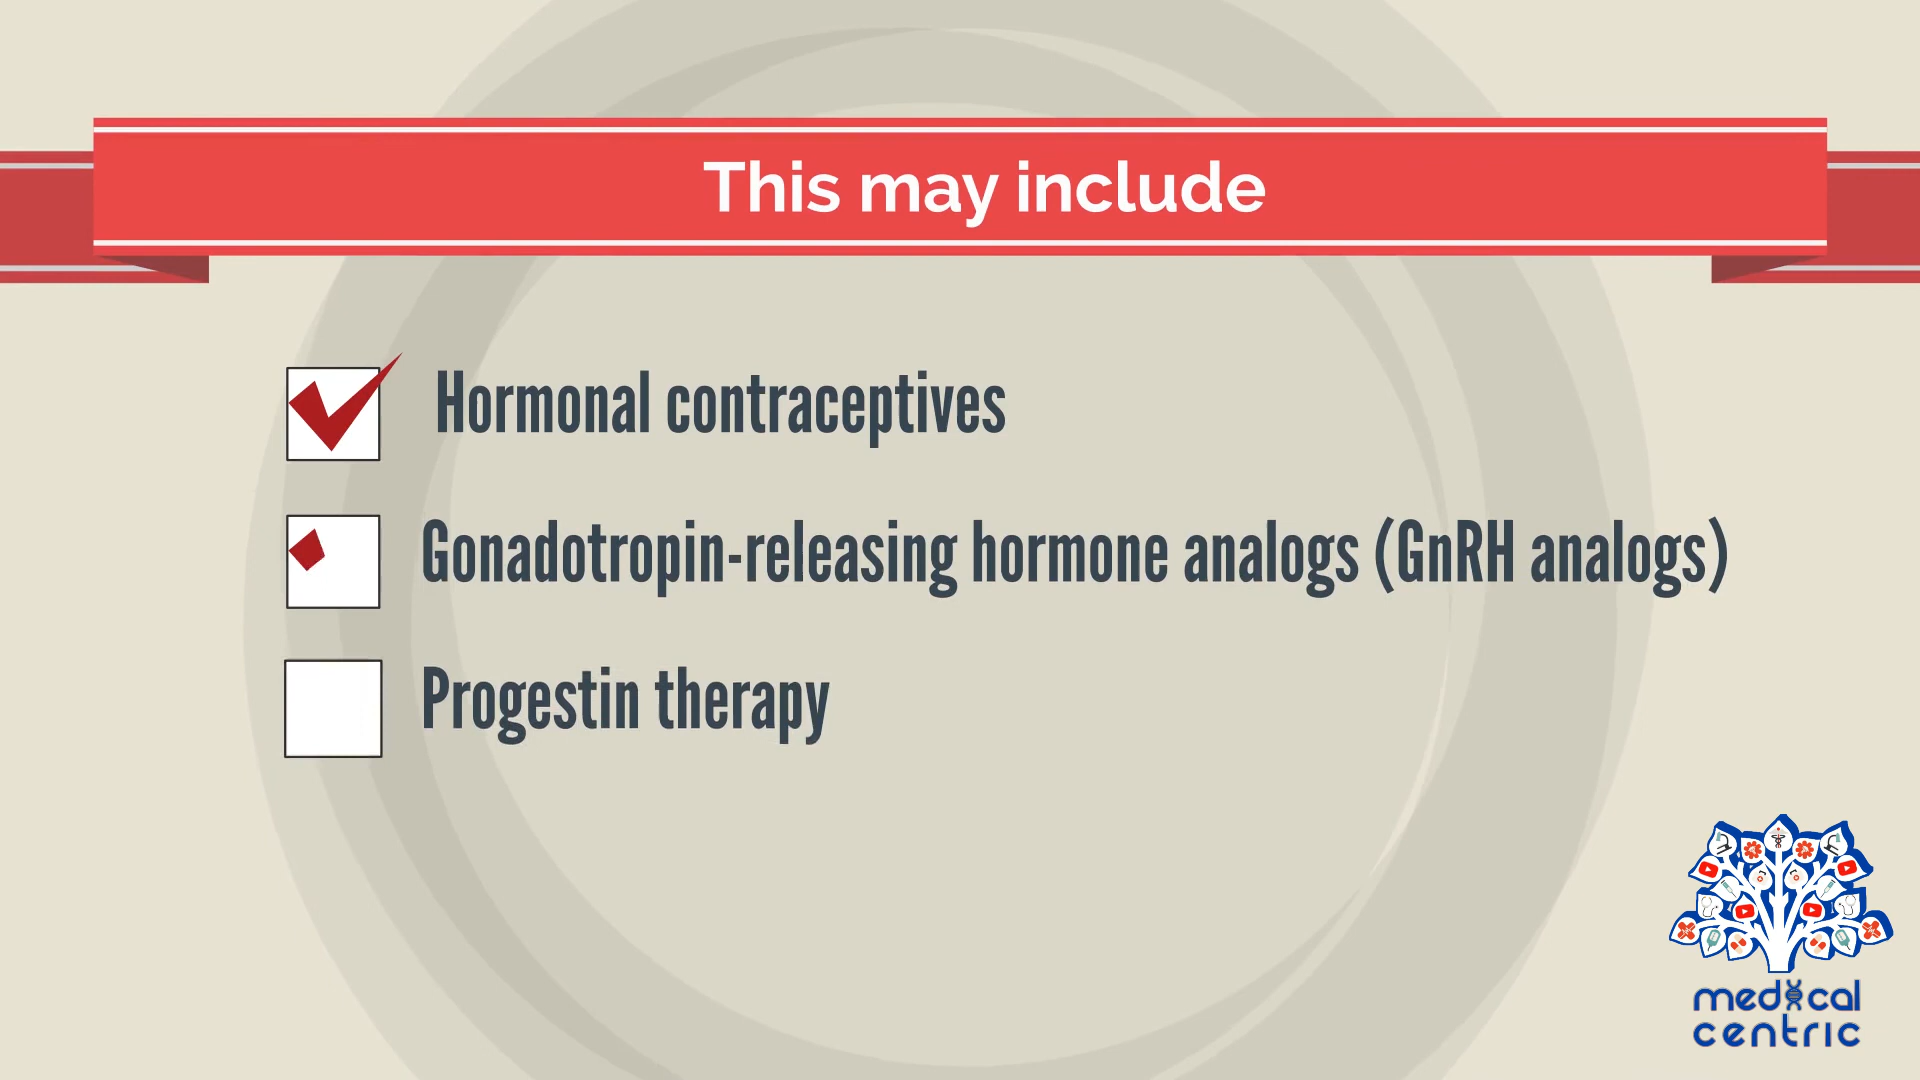 This may include
Hormonal contraceptives
Gonadotropin-releasing hormone analogs (GnRH analogs)
Progestin therapy
medical
centric